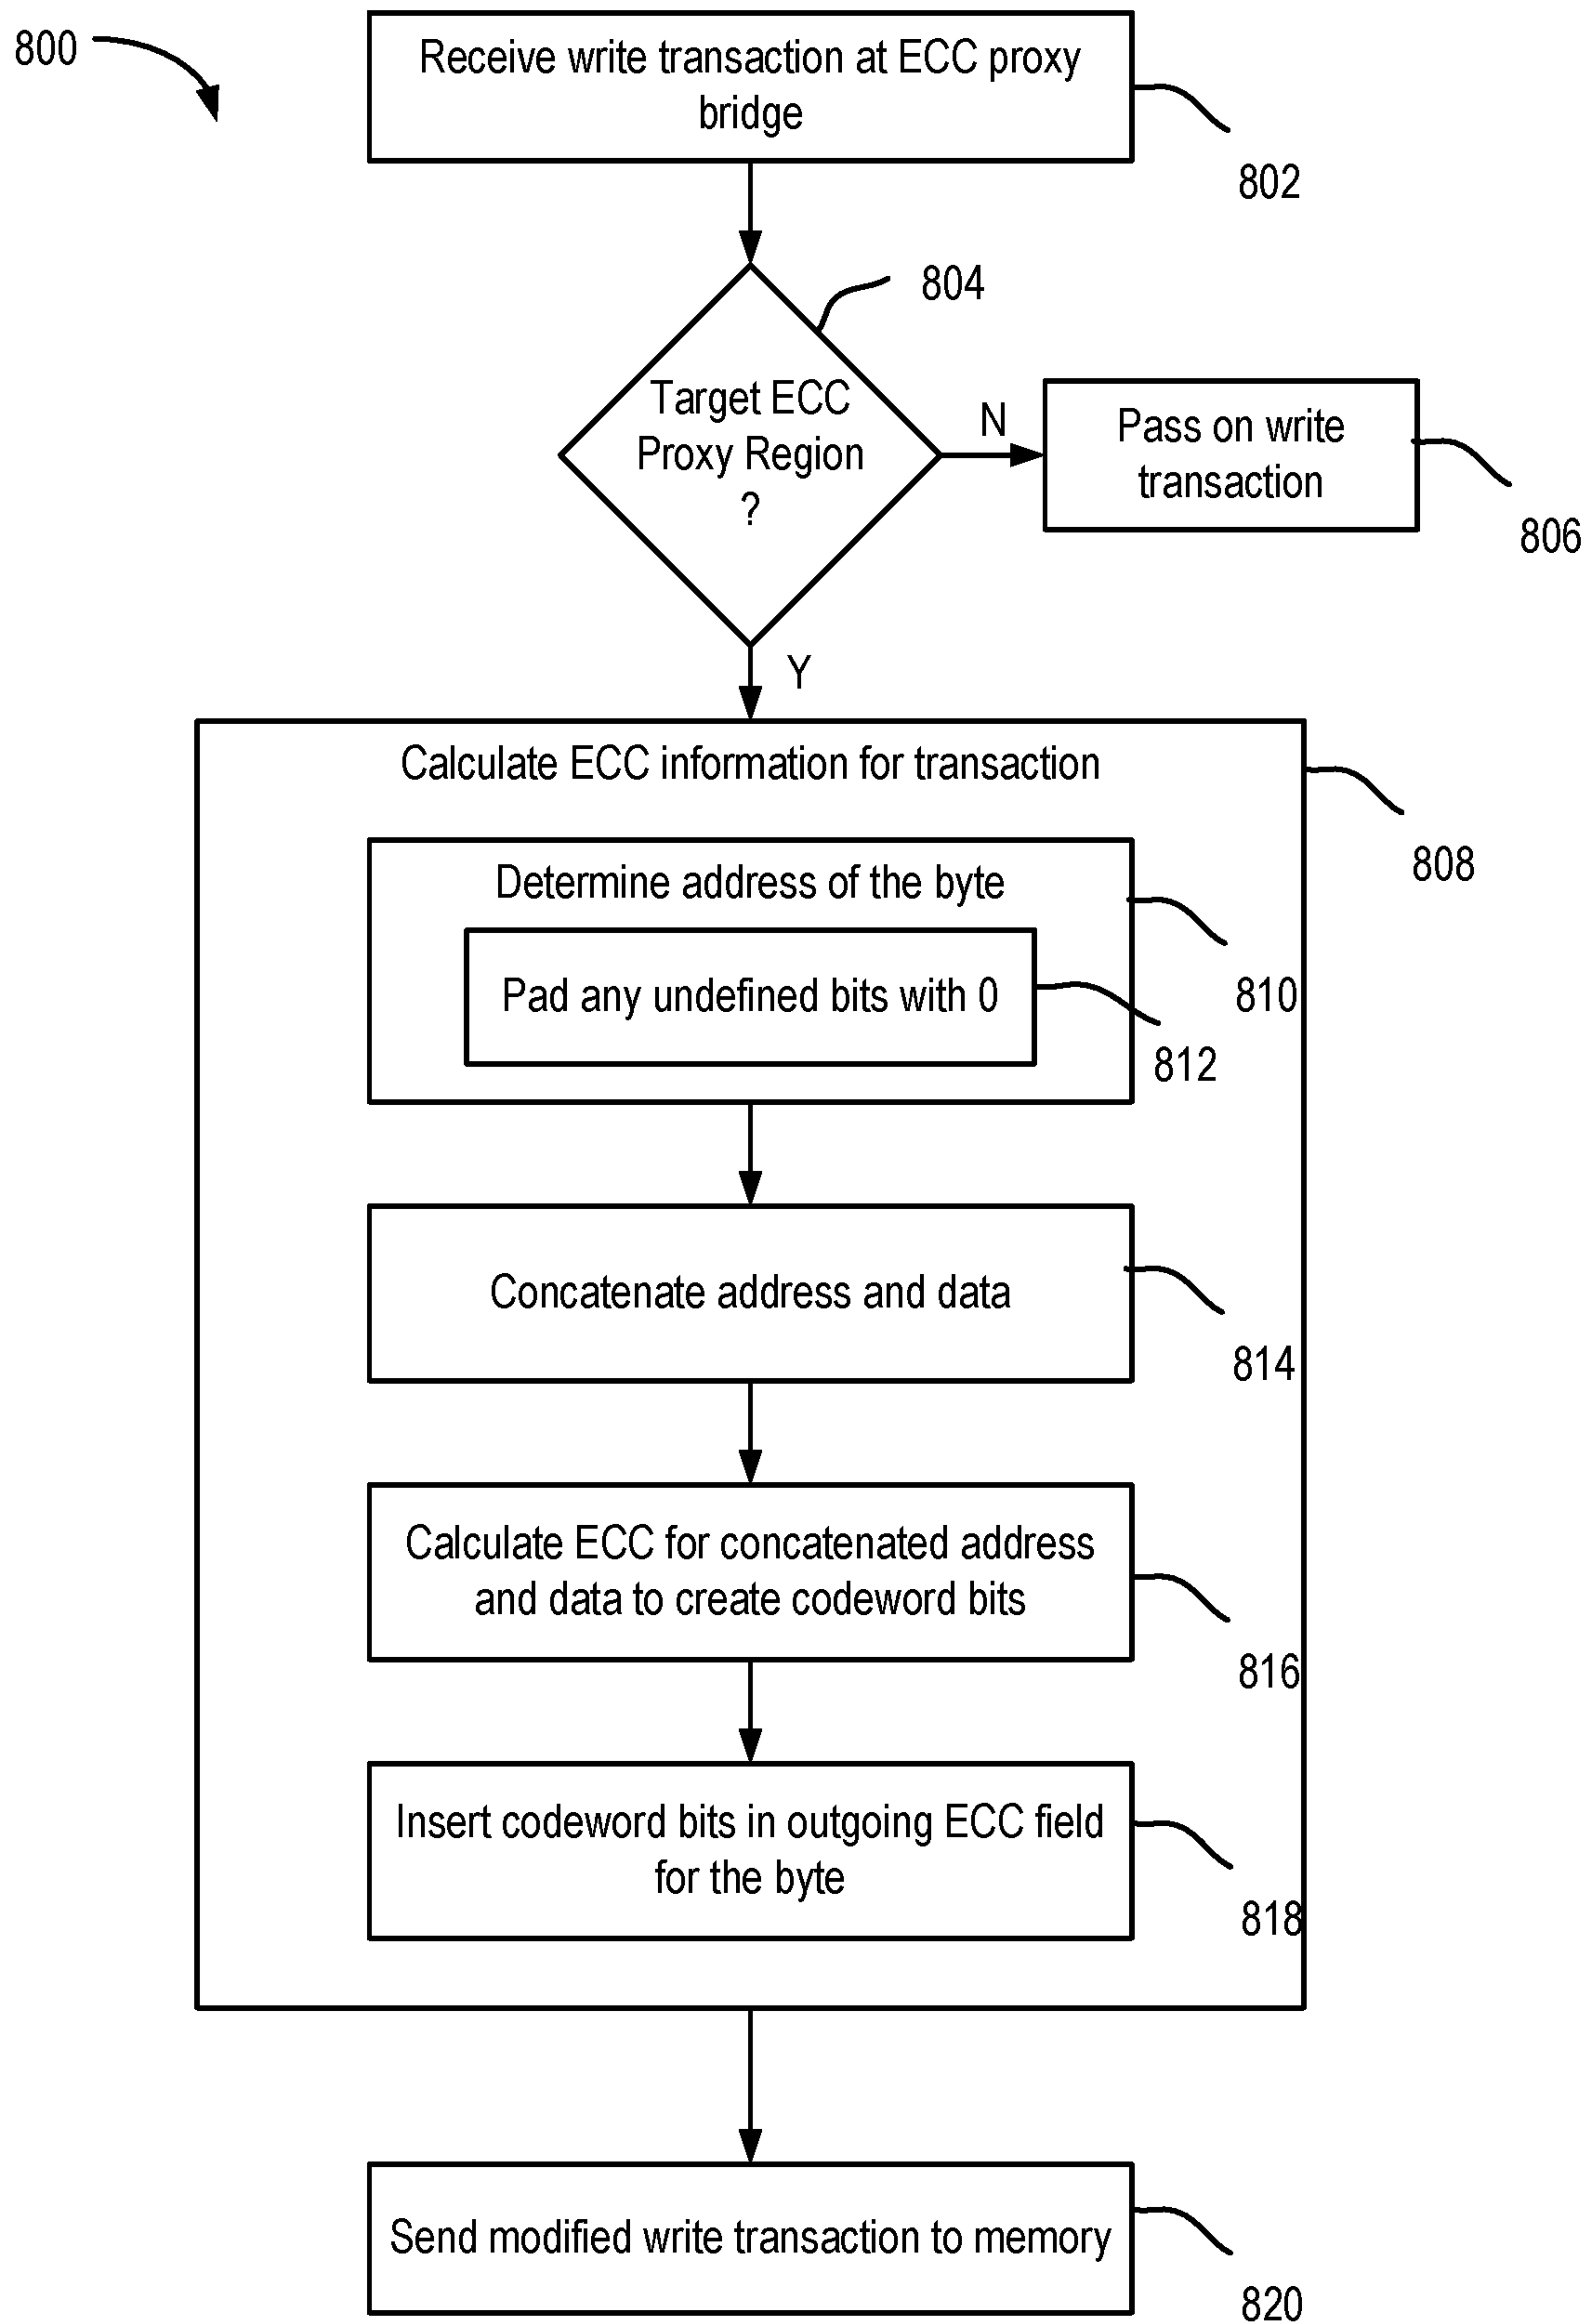 800
Receive write transaction at ECC proxy
bridge
802
804
Target ECC
Proxy Region
?
N
Pass on write
transaction
806
Y
Calculate ECC information for transaction
808
Determine address of the byte
810
Pad any undefined bits with 0
812
Concatenate address and data
814
Calculate ECC for concatenated address
and data to create codeword bits
816
Insert codeword bits in outgoing ECC field
for the byte
818
Send modified write transaction to memory
820